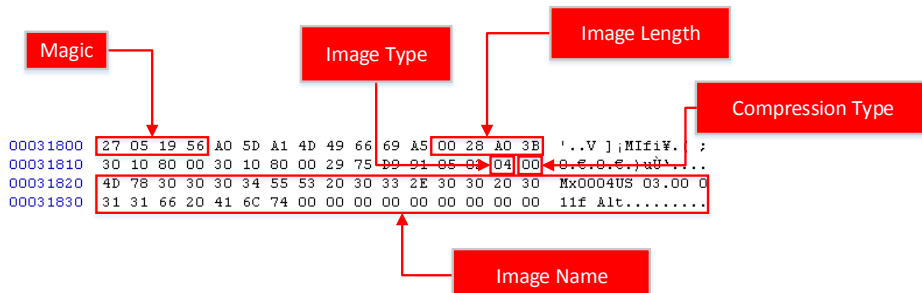 Magic
Image Type
Image Length
Compression Type
00031800 27 05 19 56 A0 5D A1 4D 49 66 69 A5 00 28 A0 3B '..V ]¡MIfi¥.( ;
00031810 30 10 80 00 30 10 80 00 29 75 D9 91 05 02 04 00 0.€.0.€.)uÙ‘....
00031820 4D 78 30 30 30 34 55 53 20 30 33 2E 30 30 20 30 Mx0004US 03.00 0
00031830 31 31 66 20 41 6C 74 00 00 00 00 00 00 00 00 00 11f Alt.........
Image Name